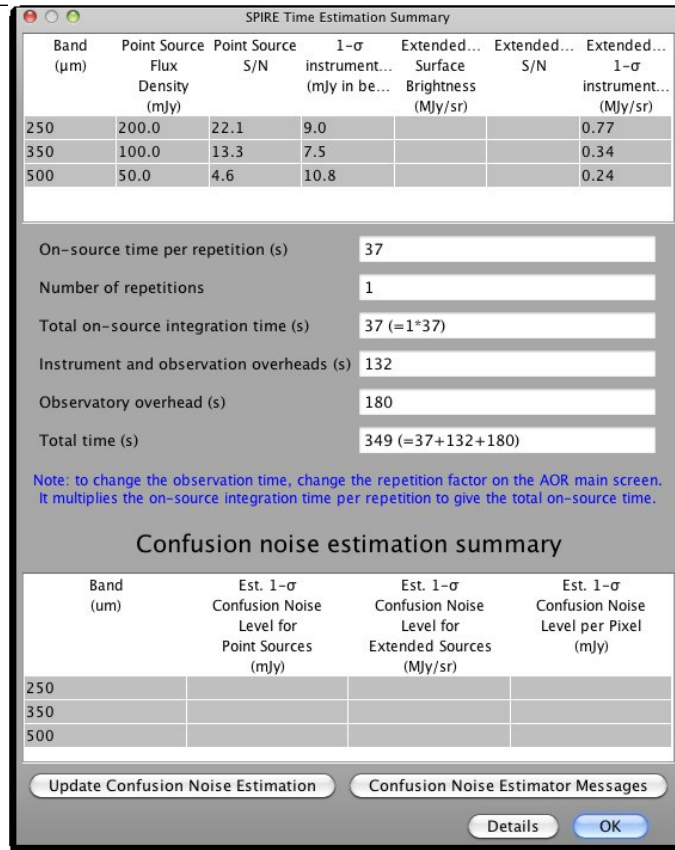 SPIRE Time Estimation Summary
Band Point Source Point Source 1-σ Extended... Extended... Extended...
(μm) Flux S/N instrument... Surface S/N 1-σ
Density (mJy in be... Brightness instrument...
(mJy) (MJy/sr) (MJy/sr)
250 200.0 22.1 9.0 0.77
350 100.0 13.3 7.5 0.34
500 50.0 4.6 10.8 0.24
On-source time per repetition (s) 37
Number of repetitions 1
Total on-source integration time (s) 37 (=1*37)
Instrument and observation overheads (s) 132
Observatory overhead (s) 180
Total time (s) 349 (=37+132+180)
Note: to change the observation time, change the repetition factor on the AOR main screen.
It multiplies the on-source integration time per repetition to give the total on-source time.
Confusion noise estimation summary
Band Est. 1-σ Est. 1-σ Est. 1-σ
(um) Confusion Noise Confusion Noise Confusion Noise
Level for Level for Level per Pixel
Point Sources Extended Sources (mJy)
(mJy) (MJy/sr)
250
350
500
Update Confusion Noise Estimation Confusion Noise Estimator Messages
Details OK